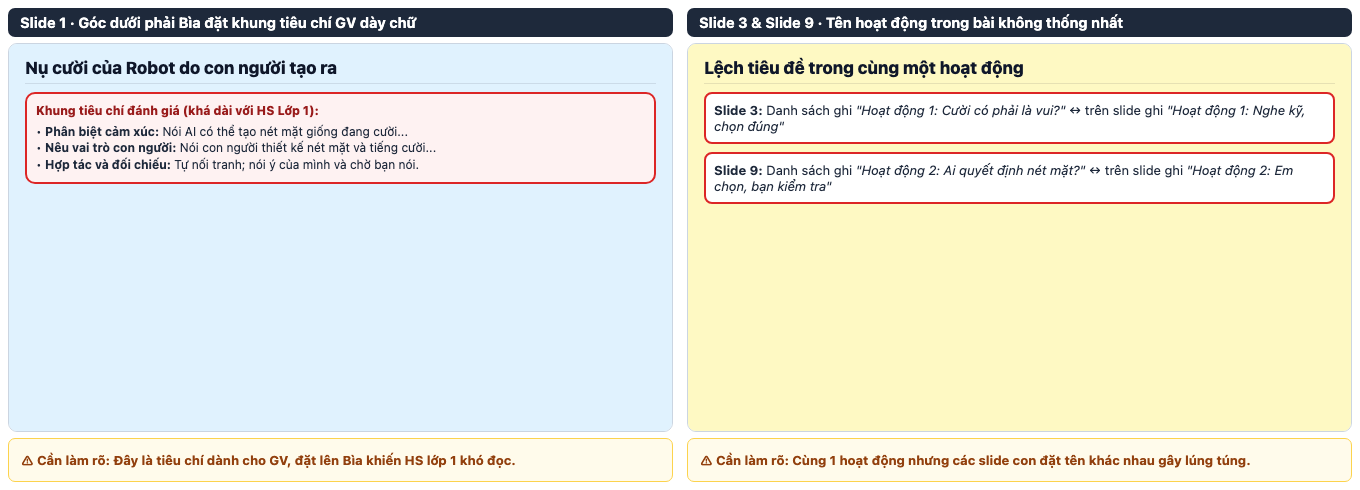 Slide 1 · Góc dưới phải Bìa đặt khung tiêu chí GV dày chữ
Nụ cười của Robot do con người tạo ra
Khung tiêu chí đánh giá (khá dài với HS Lớp 1):
• Phân biệt cảm xúc: Nói AI có thể tạo nét mặt giống đang cười...
• Nêu vai trò con người: Nói con người thiết kế nét mặt và tiếng cười...
• Hợp tác và đối chiếu: Tự nối tranh; nói ý của mình và chờ bạn nói.
⚠ Cần làm rõ: Đây là tiêu chí dành cho GV, đặt lên Bìa khiến HS lớp 1 khó đọc.
Slide 3 & Slide 9 · Tên hoạt động trong bài không thống nhất
Lệch tiêu đề trong cùng một hoạt động
Slide 3: Danh sách ghi "Hoạt động 1: Cười có phải là vui?" ↔ trên slide ghi "Hoạt động 1: Nghe kỹ,
chọn đúng"
Slide 9: Danh sách ghi "Hoạt động 2: Ai quyết định nét mặt?" ↔ trên slide ghi "Hoạt động 2: Em
chọn, bạn kiểm tra"
⚠ Cần làm rõ: Cùng 1 hoạt động nhưng các slide con đặt tên khác nhau gây lúng túng.